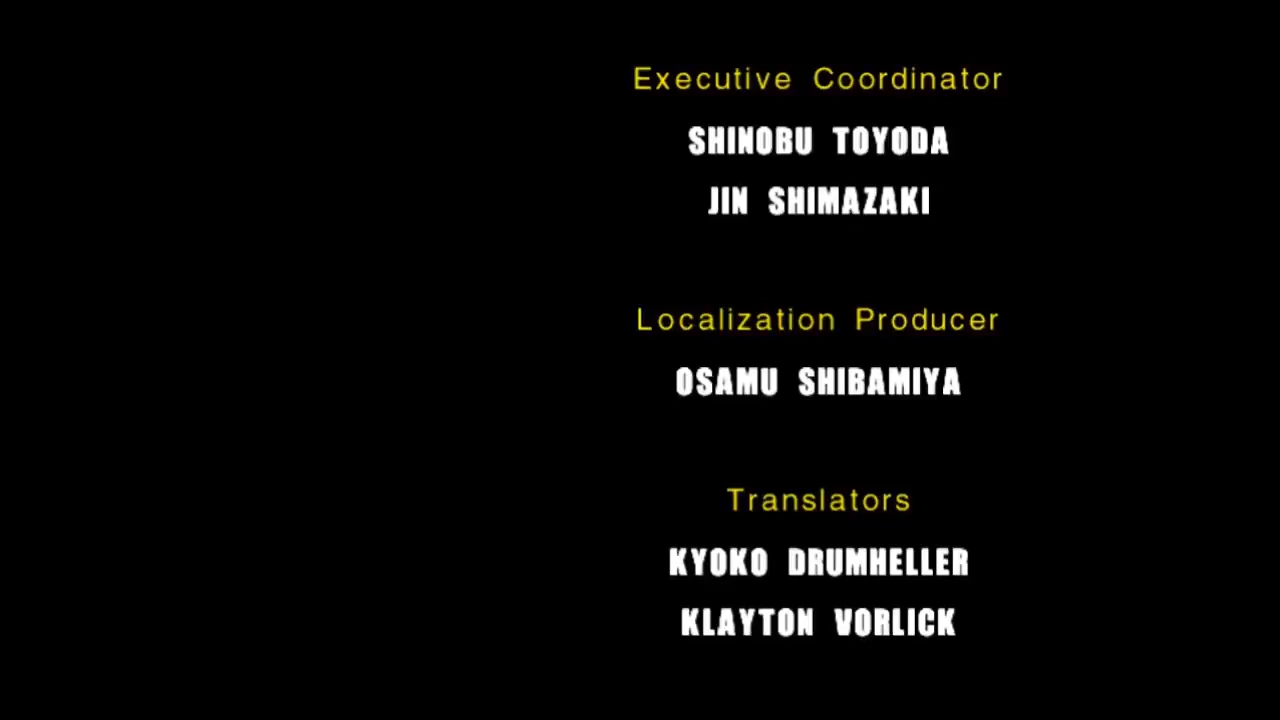 Executive Coordinator
SHINOBU TOYODA
JIN SHIMAZAKI
Localization Producer
OSAMU SHIBAMIYA
Translators
KYOKO DRUMHELLER
KLAYTON VORLICK